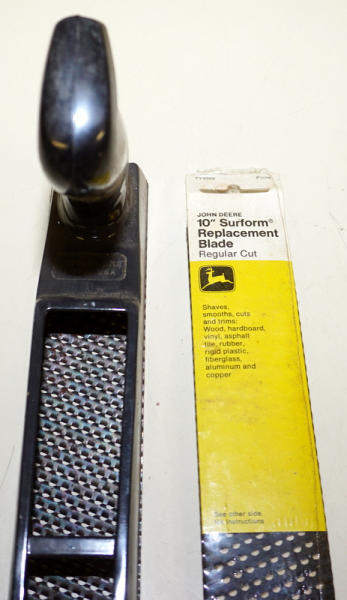 JOHN DEERE
10" Surform®
Replacement
Blade
Regular Cut
Shaves,
smooths, cuts
and trims:
Wood, hardboard,
vinyl, asphalt
tile, rubber,
rigid plastic,
fiberglass,
aluminum and
copper.
See other side
for instructions